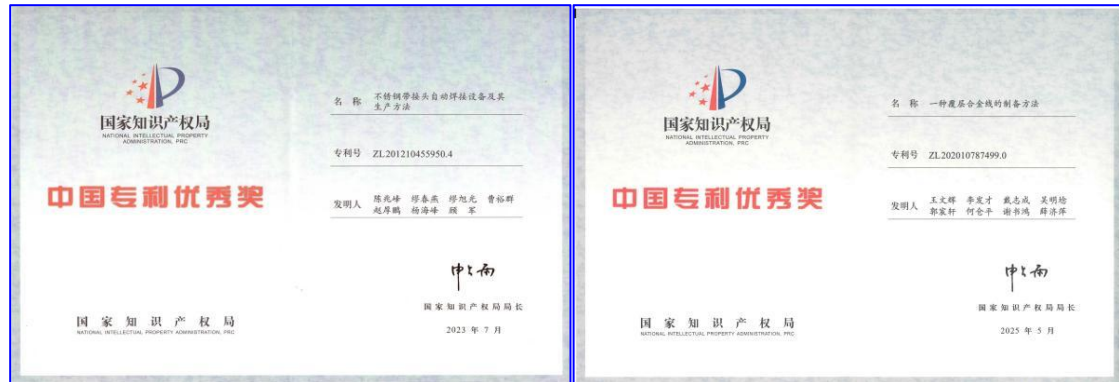 国家知识产权局
NATIONAL INTELLECTUAL PROPERTY
ADMINISTRATION, PRC
中国专利优秀奖
国家知识产权局
NATIONAL INTELLECTUAL PROPERTY ADMINISTRATION, PRC
名 称 不锈钢带接头自动焊接设备及其
生产方法
专利号 ZL201210455950.4
发明人 陈兆峰 缪春燕 缪旭光 曹裕群
赵厚鹏 杨海峰 顾军
国家知识产权局局长
2023 年 7 月
国家知识产权局
NATIONAL INTELLECTUAL PROPERTY
ADMINISTRATION, PRC
中国专利优秀奖
国家知识产权局
NATIONAL INTELLECTUAL PROPERTY ADMINISTRATION, PRC
名 称 一种覆层合金线的制备方法
专利号 ZL202010787499.0
发明人 王文辉 李发才 戴志成
郭宸轩 何仓平 谢书鸿 薛济萍
国家知识产权局局长
2025 年 5 月